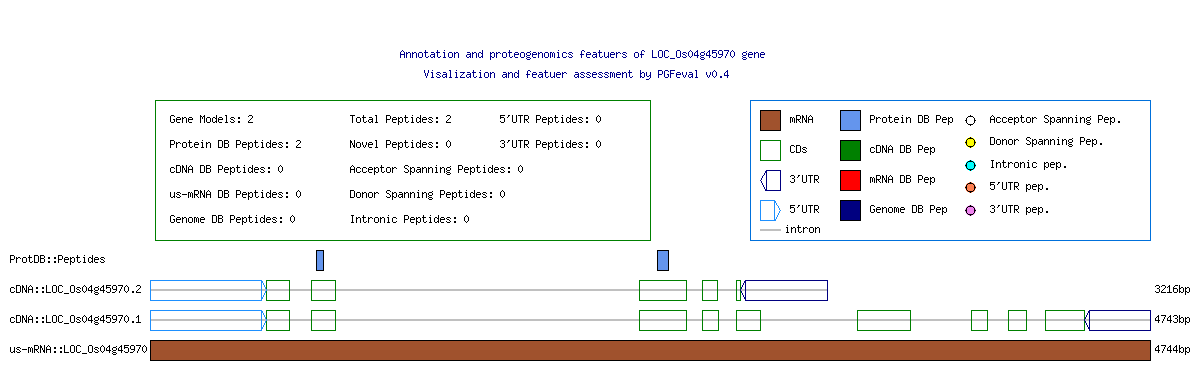 Annotation and proteogenomics featuers of LOC_Os04g45970 gene
Visalization and featuer assessment by PGFeval v0.4
Gene Models: 2 Total Peptides: 2 5'UTR Peptides: 0
Protein DB Peptides: 2 Novel Peptides: 0 3'UTR Peptides: 0
cDNA DB Peptides: 0 Acceptor Spanning Peptides: 0
us-mRNA DB Peptides: 0 Donor Spanning Peptides: 0
Genome DB Peptides: 0 Intronic Peptides: 0
mRNA Protein DB Pep Acceptor Spanning Pep.
CDs cDNA DB Pep Donor Spanning Pep.
3'UTR mRNA DB Pep Intronic pep.
5'UTR Genome DB Pep 5'UTR pep.
3'UTR pep.
intron
ProtDB::Peptides
cDNA::LOC_Os04g45970.2 3216bp
cDNA::LOC_Os04g45970.1 4743bp
us-mRNA::LOC_Os04g45970 4744bp